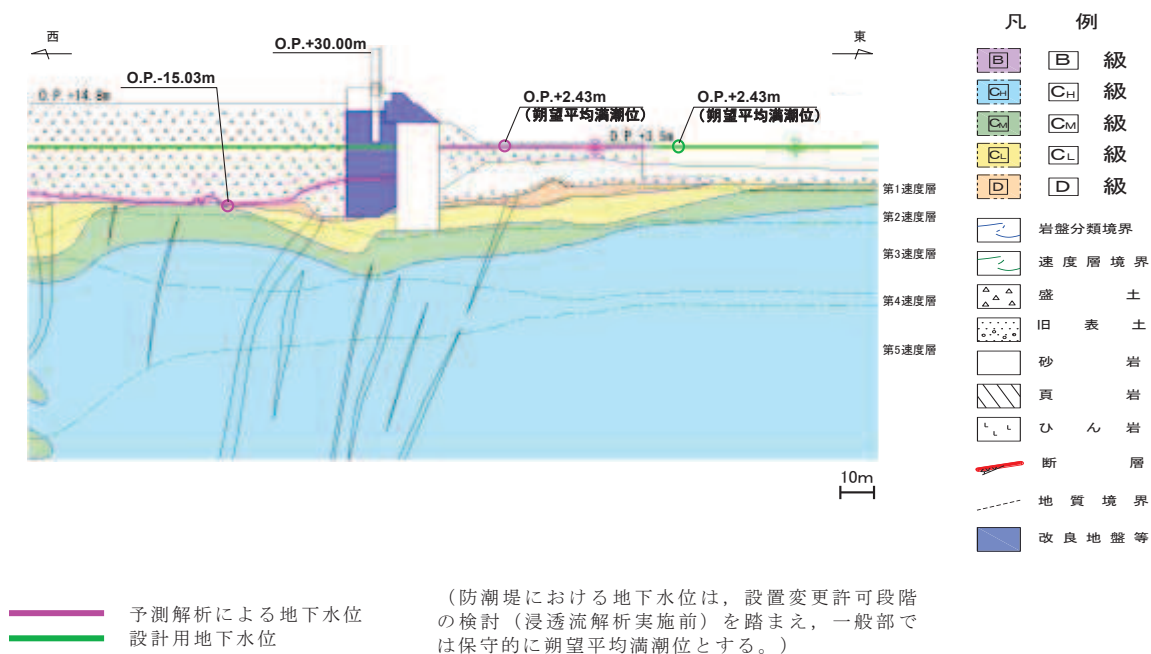 西
東
O.P.+30.00m
O.P.-15.03m
O.P.+14.8m
O.P.+2.43m
(朔望平均満潮位)
O.P.+2.43m
(朔望平均満潮位)
O.P.+3.5m
第1速度層
第2速度層
第3速度層
第4速度層
第5速度層
10m
凡 例
B B 級
CH CH 級
CM CM 級
CL CL 級
D D 級
岩盤分類境界
速度層境界
盛土
旧表土
砂岩
頁岩
ひん岩
断層
地質境界
改良地盤等
予測解析による地下水位
設計用地下水位
(防潮堤における地下水位は，設置変更許可段階
の検討（浸透流解析実施前）を踏まえ，一般部で
は保守的に朔望平均満潮位とする。)